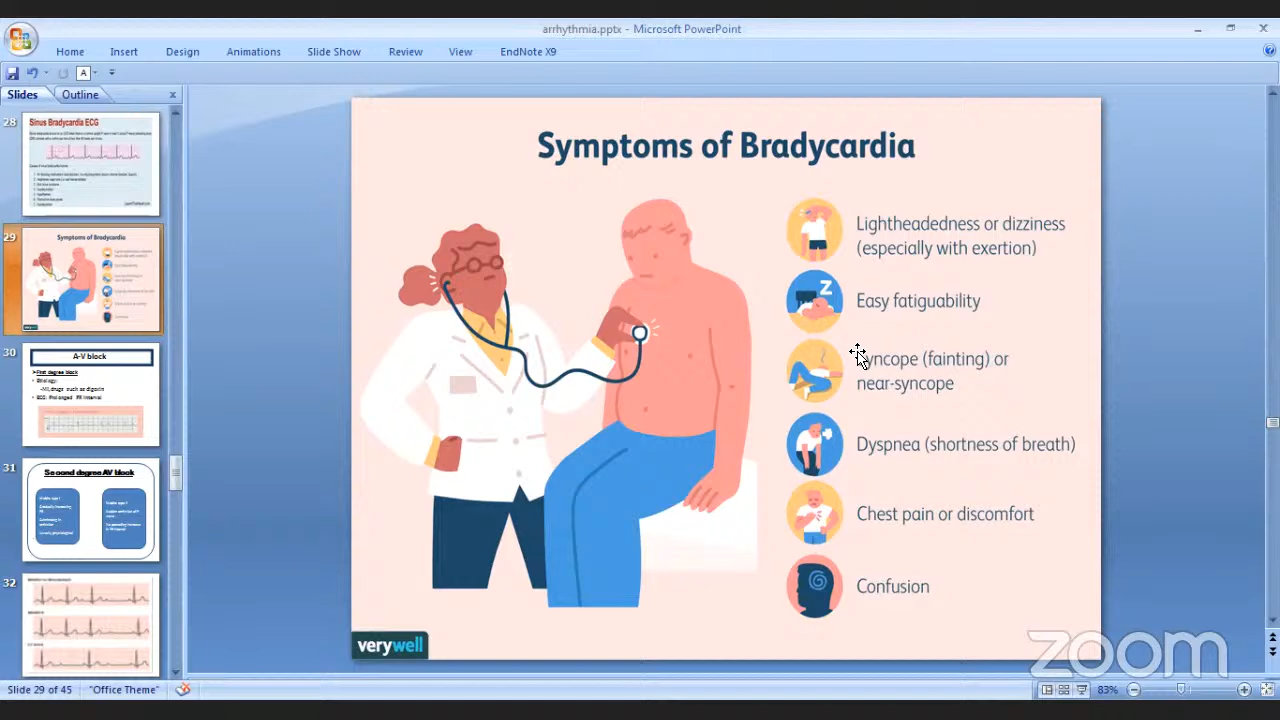 arrhythmia.pptx - Microsoft PowerPoint
Home Insert Design Animations Slide Show Review View EndNote X9
A
Slides Outline
28
Sinus Bradycardia ECG
29
Symptoms of Bradycardia
30
A-V block
First degree block
ECG: Prolonged PR interval
31
Second degree AV block
32
Symptoms of Bradycardia
Lightheadedness or dizziness
(especially with exertion)
Z
Easy fatiguability
yncope (fainting) or
near-syncope
Dyspnea (shortness of breath)
Chest pain or discomfort
Confusion
verywell
zoom
Slide 29 of 45 "Office Theme" 83%